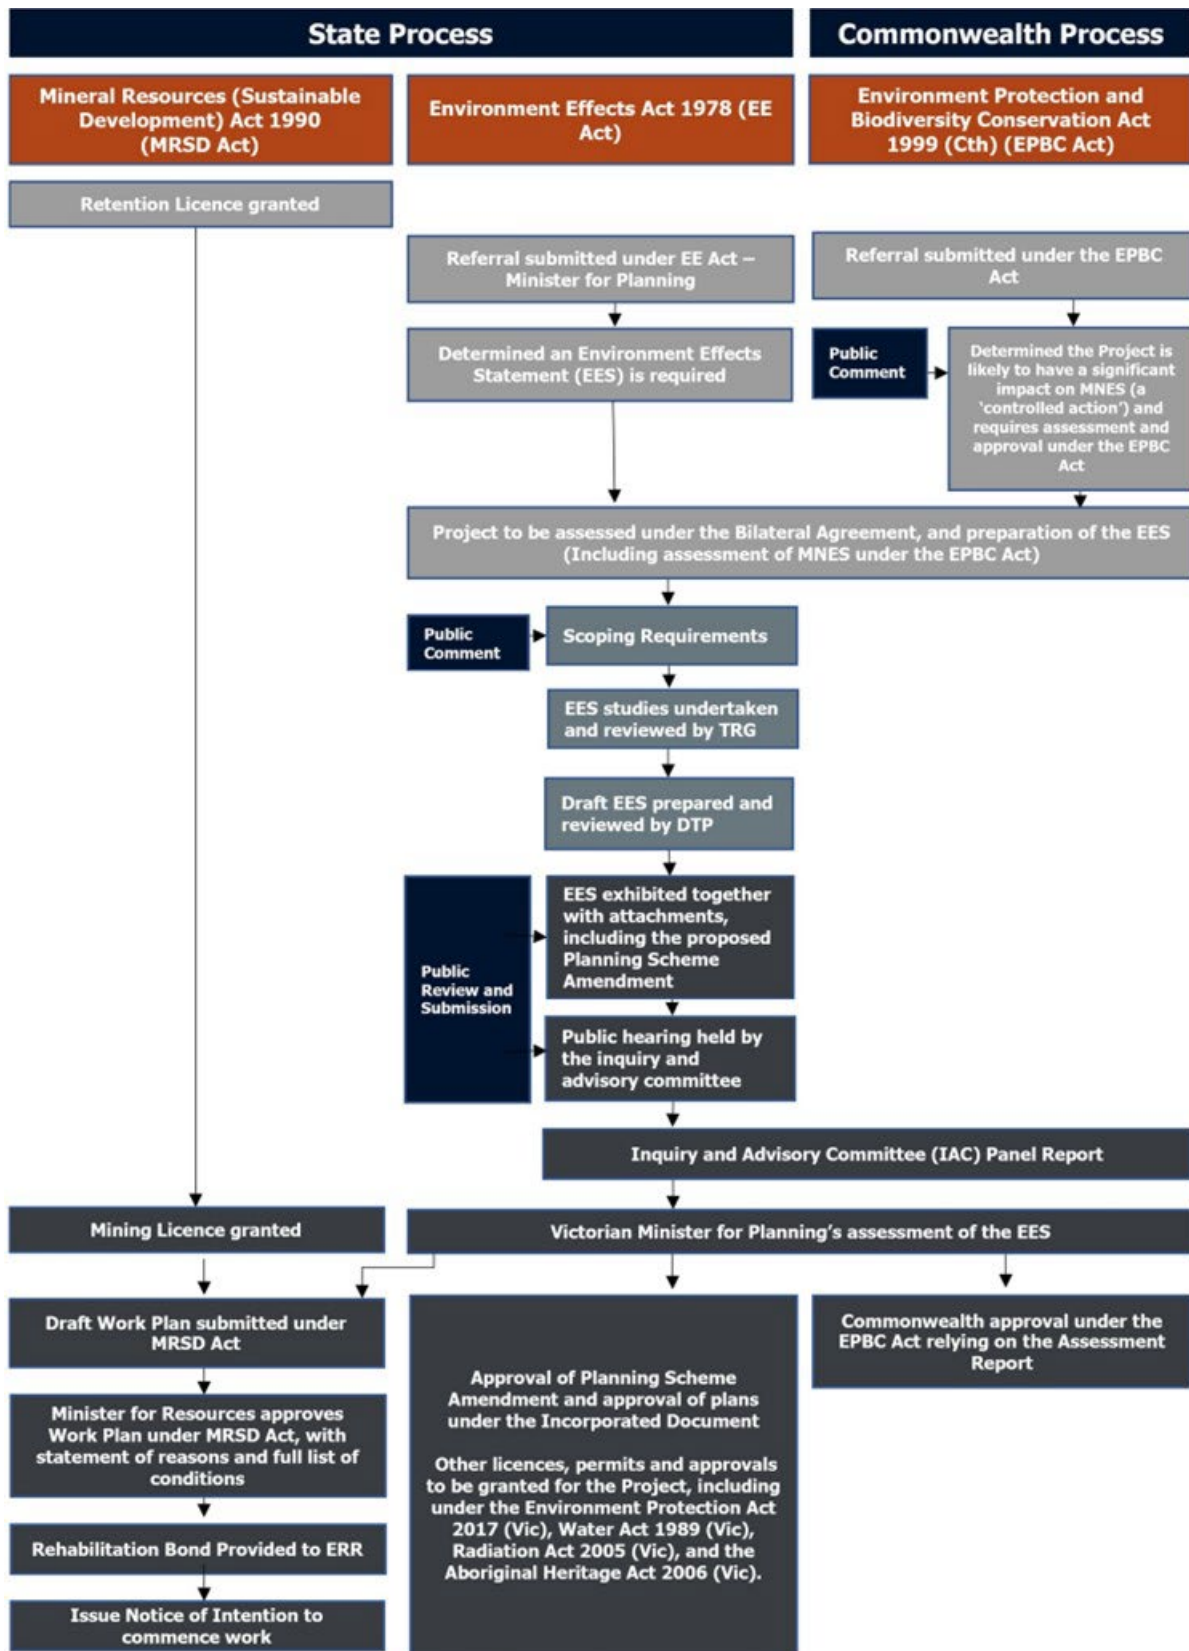 State Process
Commonwealth Process
Mineral Resources (Sustainable
Development) Act 1990
(MRSD Act)
Environment Effects Act 1978 (EE
Act)
Environment Protection and
Biodiversity Conservation Act
1999 (Cth) (EPBC Act)
Retention Licence granted
Referral submitted under EE Act –
Minister for Planning
Referral submitted under the EPBC
Act
Determined an Environment Effects
Statement (EES) is required
Public
Comment
Determined the Project is
likely to have a significant
impact on MNES (a
‘controlled action’) and
requires assessment and
approval under the EPBC
Act
Project to be assessed under the Bilateral Agreement, and preparation of the EES
(Including assessment of MNES under the EPBC Act)
Public
Comment
Scoping Requirements
EES studies undertaken
and reviewed by TRG
Draft EES prepared and
reviewed by DTP
Public
Review and
Submission
EES exhibited together
with attachments,
including the proposed
Planning Scheme
Amendment
Public hearing held by
the inquiry and
advisory committee
Inquiry and Advisory Committee (IAC) Panel Report
Mining Licence granted
Victorian Minister for Planning’s assessment of the EES
Draft Work Plan submitted under
MRSD Act
Minister for Resources approves
Work Plan under MRSD Act, with
statement of reasons and full list of
conditions
Rehabilitation Bond Provided to ERR
Issue Notice of Intention to
commence work
Approval of Planning Scheme
Amendment and approval of plans
under the Incorporated Document
Other licences, permits and approvals
to be granted for the Project, including
under the Environment Protection Act
2017 (Vic), Water Act 1989 (Vic),
Radiation Act 2005 (Vic), and the
Aboriginal Heritage Act 2006 (Vic).
Commonwealth approval under the
EPBC Act relying on the Assessment
Report